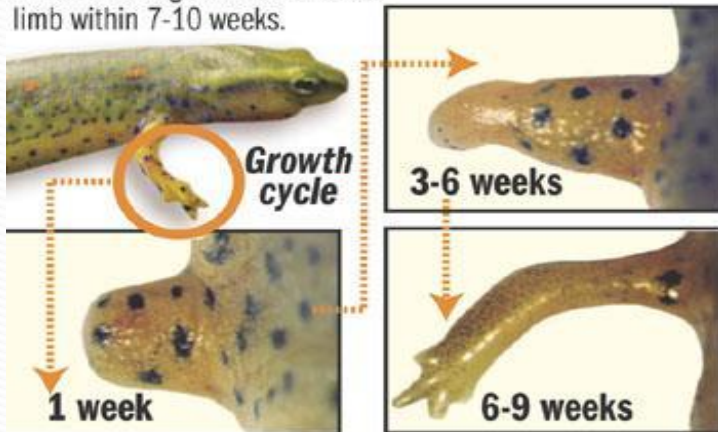 limb within 7-10 weeks.
Growth
cycle
1 week
3-6 weeks
6-9 weeks